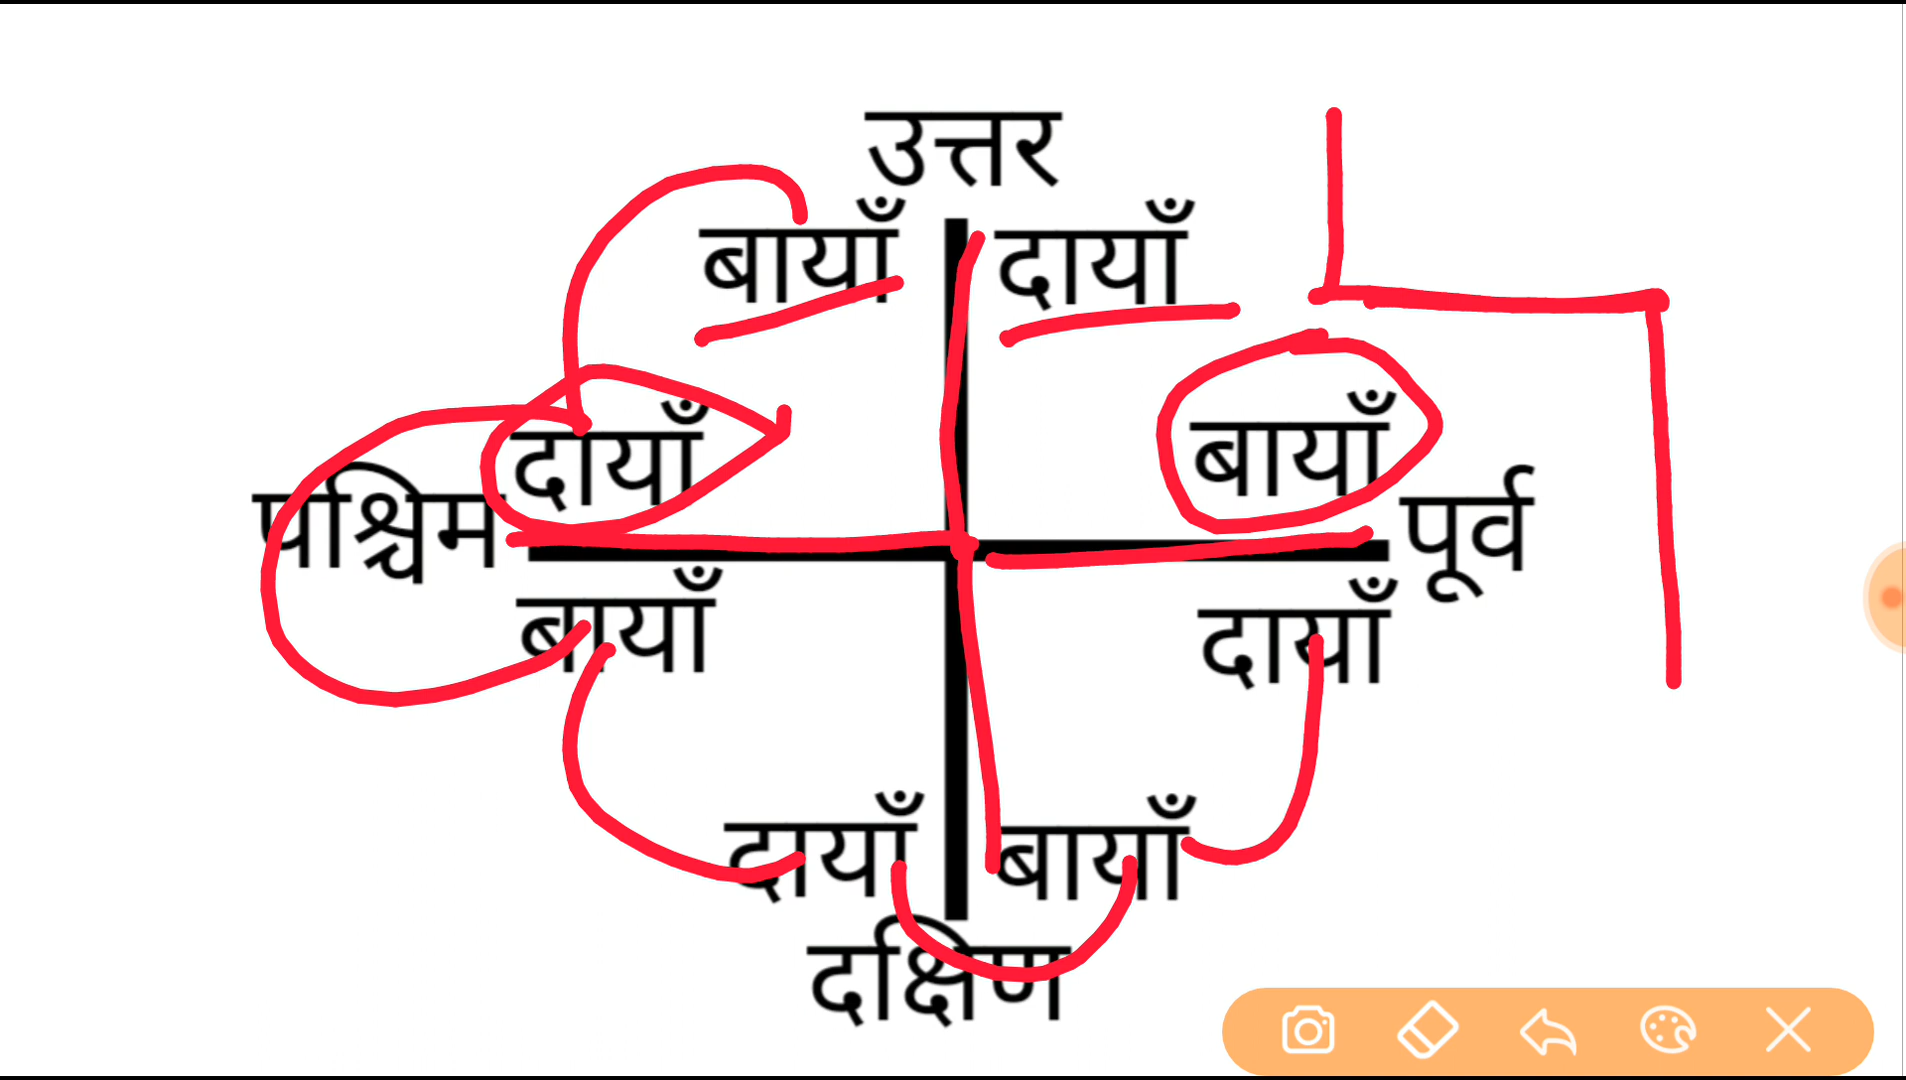 उत्तर
बायाँ दायाँ
दायाँ बायाँ
पश्चिम पूर्व
बायाँ दायाँ
दायाँ बायाँ
दक्षिण